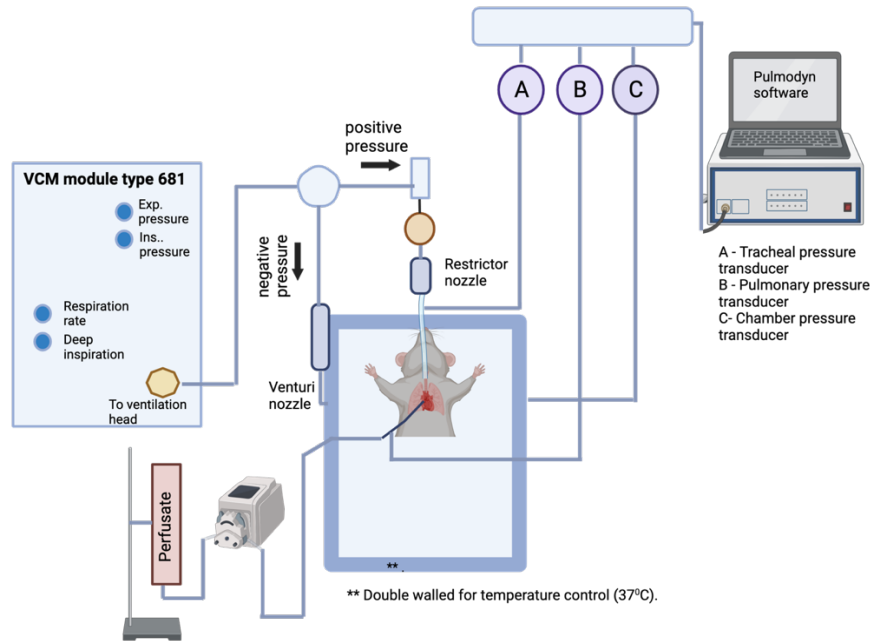 A
B
C
Pulmodyn
software
positive
pressure
VCM module type 681
Exp.
pressure
Ins..
pressure
negative
pressure
Restrictor
nozzle
A - Tracheal pressure
transducer
B - Pulmonary pressure
transducer
C- Chamber pressure
transducer
Respiration
rate
Deep
inspiration
Venturi
nozzle
To ventilation
head
Perfusate
** .
** Double walled for temperature control (37⁰C).